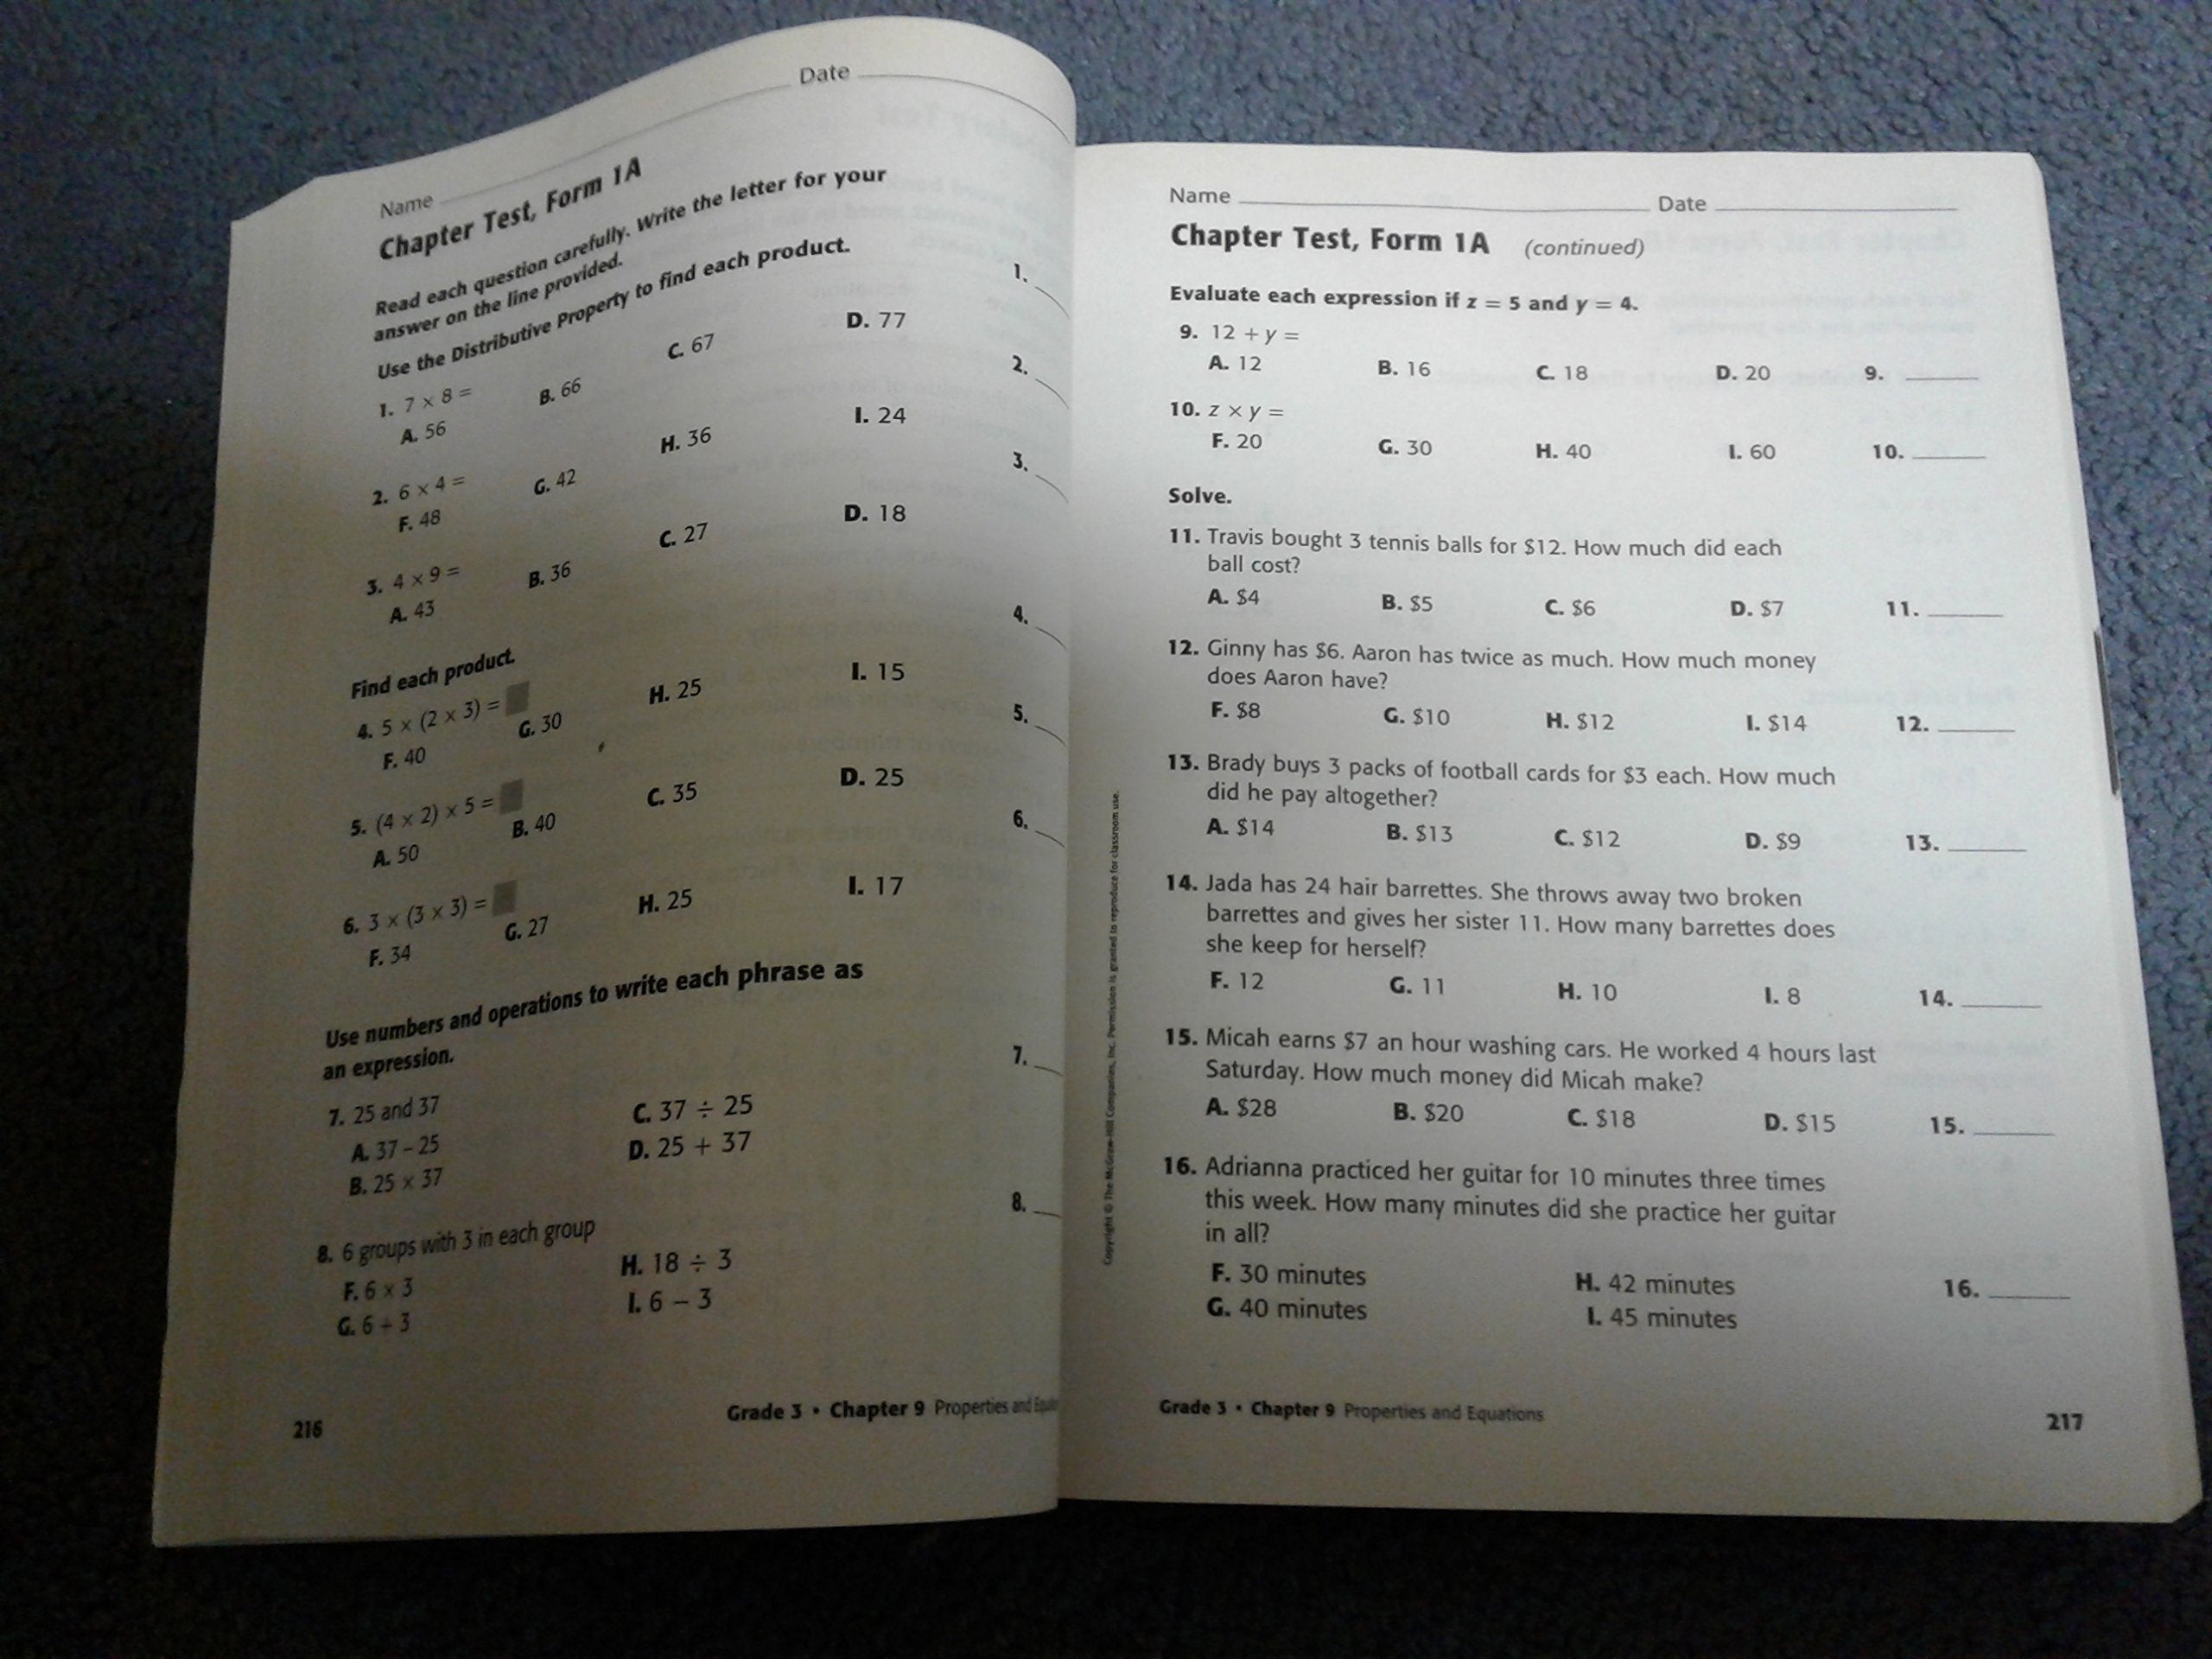 Name Date
Chapter Test, Form 1A
Read each question carefully. Write the letter for your
answer on the line provided.
Use the Distributive Property to find each product.
1. 7 × 8 =
A. 56 B. 66 C. 67 D. 77 1.
2. 6 × 4 =
F. 48 G. 42 H. 36 I. 24 2.
3. 4 × 9 =
A. 43 B. 36 C. 27 D. 18 3.
Find each product.
4. 5 × (2 × 3) =
F. 40 G. 30 H. 25 I. 15 4.
5. (4 × 2) × 5 =
A. 50 B. 40 C. 35 D. 25 5.
6. 3 × (3 × 3) =
F. 34 G. 27 H. 25 I. 17 6.
Use numbers and operations to write each phrase as
an expression.
7. 25 and 37 7.
A. 37 – 25 C. 37 ÷ 25
B. 25 × 37 D. 25 + 37
8. 6 groups with 3 in each group 8.
F. 6 × 3 H. 18 ÷ 3
G. 6 + 3 I. 6 – 3
216 Grade 3 • Chapter 9 Properties and
Name Date
Chapter Test, Form 1A (continued)
Evaluate each expression if z = 5 and y = 4.
9. 12 + y =
A. 12 B. 16 C. 18 D. 20 9.
10. z × y =
F. 20 G. 30 H. 40 I. 60 10.
Solve.
11. Travis bought 3 tennis balls for $12. How much did each
ball cost?
A. $4 B. $5 C. $6 D. $7 11.
12. Ginny has $6. Aaron has twice as much. How much money
does Aaron have?
F. $8 G. $10 H. $12 I. $14 12.
13. Brady buys 3 packs of football cards for $3 each. How much
did he pay altogether?
A. $14 B. $13 C. $12 D. $9 13.
14. Jada has 24 hair barrettes. She throws away two broken
barrettes and gives her sister 11. How many barrettes does
she keep for herself?
F. 12 G. 11 H. 10 I. 8 14.
15. Micah earns $7 an hour washing cars. He worked 4 hours last
Saturday. How much money did Micah make?
A. $28 B. $20 C. $18 D. $15 15.
16. Adrianna practiced her guitar for 10 minutes three times
this week. How many minutes did she practice her guitar
in all?
F. 30 minutes H. 42 minutes 16.
G. 40 minutes I. 45 minutes
Copyright © The McGraw-Hill Companies, Inc. Permission is granted to reproduce for classroom use.
Grade 3 • Chapter 9 Properties and Equations 217